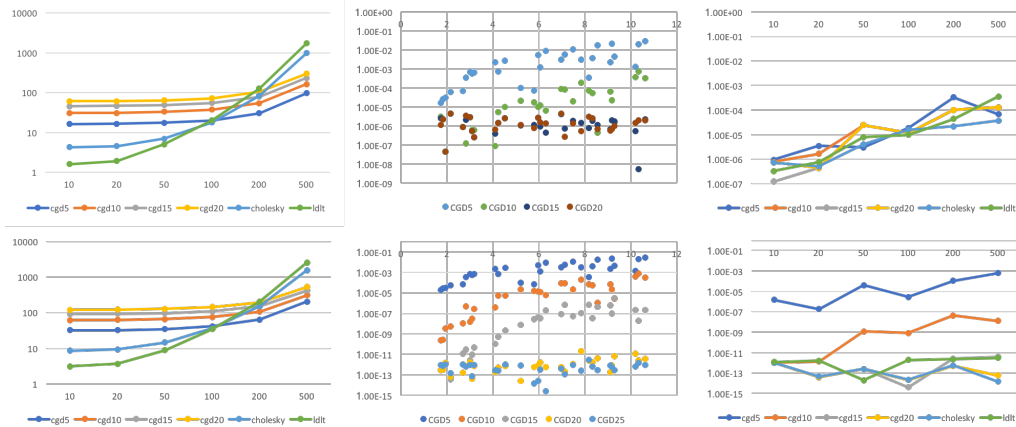 10000
1000
100
10
1
10 20 50 100 200 500
cgd5 cgd10 cgd15 cgd20 cholesky ldlt
1.00E+00
1.00E-01
1.00E-02
1.00E-03
1.00E-04
1.00E-05
1.00E-06
1.00E-07
1.00E-08
1.00E-09
0 2 4 6 8 10 12
CGD5 CGD10 CGD15 CGD20
1.00E+00
1.00E-01
1.00E-02
1.00E-03
1.00E-04
1.00E-05
1.00E-06
1.00E-07
10 20 50 100 200 500
cgd5 cgd10 cgd15 cgd20 cholesky ldlt
10000
1000
100
10
1
10 20 50 100 200 500
cgd5 cgd10 cgd15 cgd20 cholesky ldlt
1.00E-01
1.00E-03
1.00E-05
1.00E-07
1.00E-09
1.00E-11
1.00E-13
1.00E-15
0 2 4 6 8 10 12
CGD5 CGD10 CGD15 CGD20 CGD25
1.00E-01
1.00E-03
1.00E-05
1.00E-07
1.00E-09
1.00E-11
1.00E-13
1.00E-15
10 20 50 100 200 500
cgd5 cgd10 cgd15 cgd20 cholesky ldlt